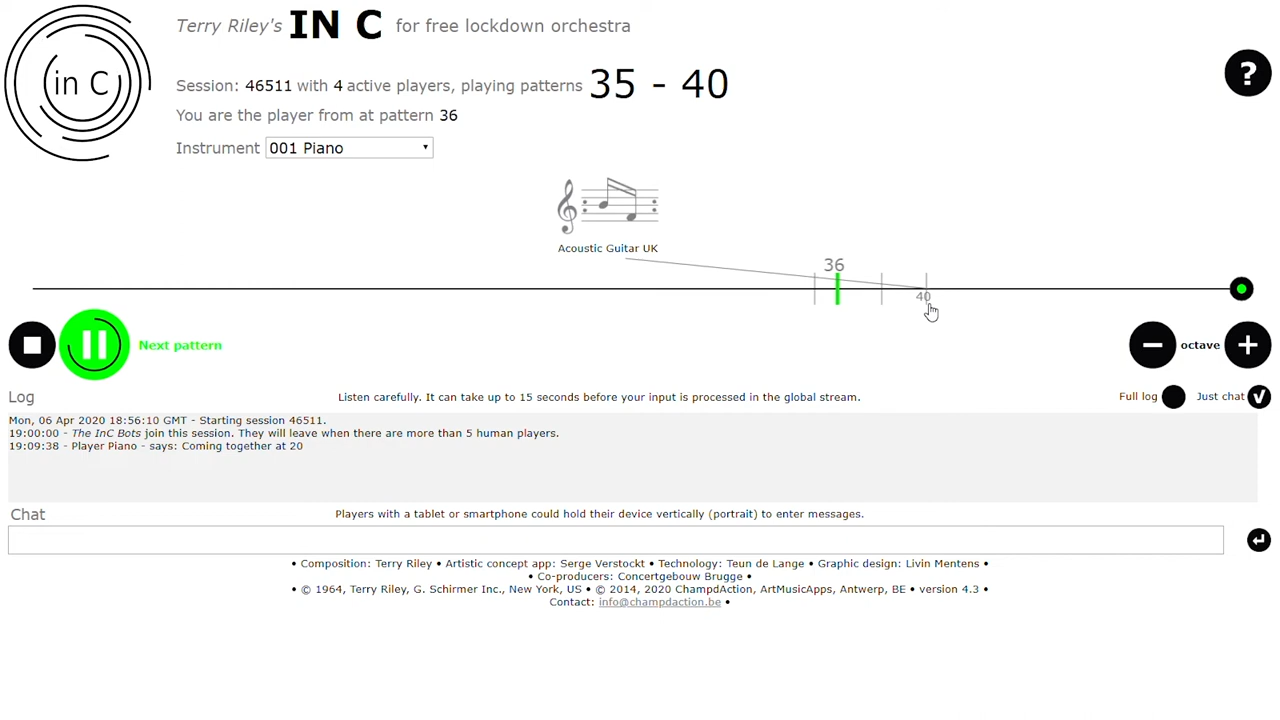 in C
Terry Riley's IN C for free lockdown orchestra
?
Session: 46511 with 4 active players, playing patterns 35 - 40
You are the player from at pattern 36
Instrument 001 Piano
Acoustic Guitar UK
36
40
Next pattern
− octave +
Log
Listen carefully. It can take up to 15 seconds before your input is processed in the global stream.
Full log Just chat
Mon, 06 Apr 2020 18:56:10 GMT - Starting session 46511.
19:00:00 - The InC Bots join this session. They will leave when there are more than 5 human players.
19:09:38 - Player Piano - says: Coming together at 20
Chat
Players with a tablet or smartphone could hold their device vertically (portrait) to enter messages.
• Composition: Terry Riley • Artistic concept app: Serge Verstockt • Technology: Teun de Lange • Graphic design: Livin Mentens •
• Co-producers: Concertgebouw Brugge •
• © 1964, Terry Riley, G. Schirmer Inc., New York, US • © 2014, 2020 ChampdAction, ArtMusicApps, Antwerp, BE • version 4.3 •
Contact: info@champdaction.be •